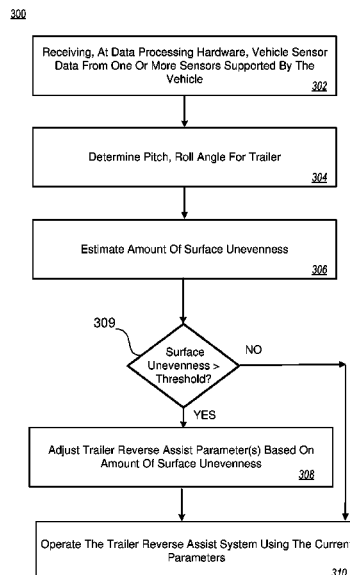 300
Receiving, At Data Processing Hardware, Vehicle Sensor
Data From One Or More Sensors Supported By The
Vehicle
302
Determine Pitch, Roll Angle For Trailer
304
Estimate Amount Of Surface Unevenness
306
309
Surface
Unevenness >
Threshold?
NO
YES
Adjust Trailer Reverse Assist Parameter(s) Based On
Amount Of Surface Unevenness
308
Operate The Trailer Reverse Assist System Using The Current
Parameters
310